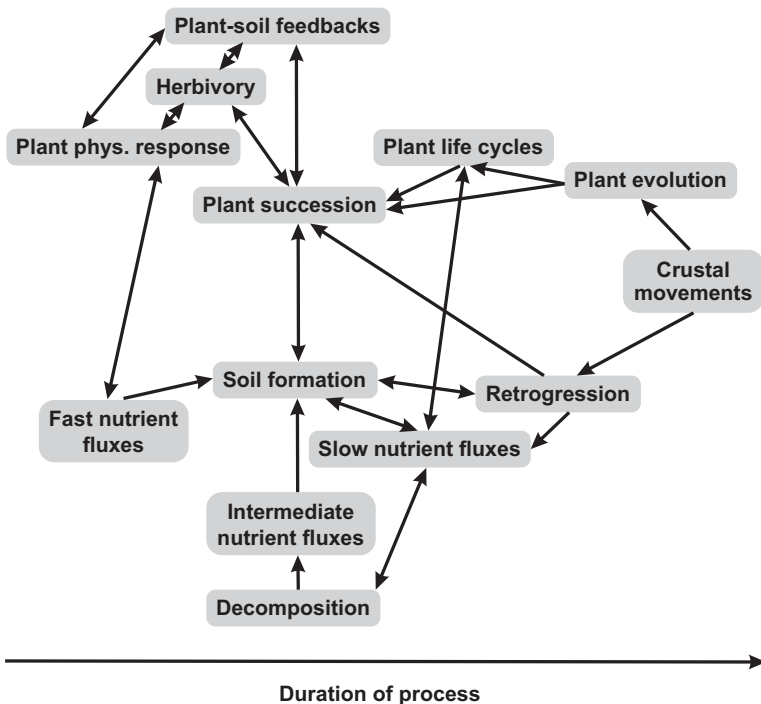 Plant-soil feedbacks
Herbivory
Plant phys. response
Plant life cycles
Plant evolution
Plant succession
Crustal
movements
Soil formation
Retrogression
Fast nutrient
fluxes
Slow nutrient fluxes
Intermediate
nutrient fluxes
Decomposition
Duration of process